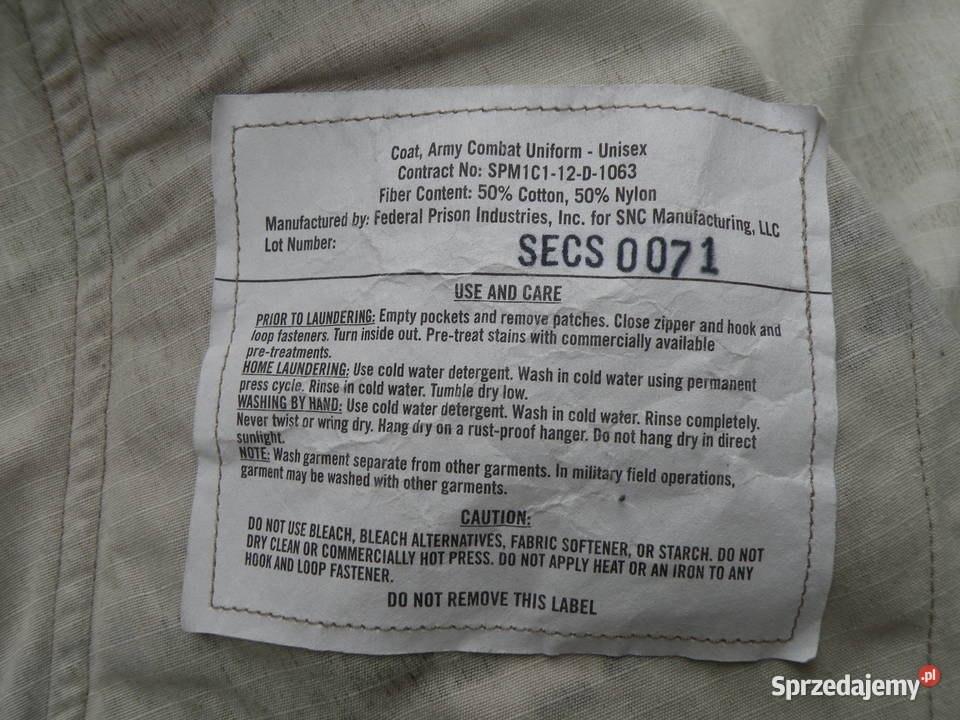 Coat, Army Combat Uniform - Unisex
Contract No: SPM1C1-12-D-1063
Fiber Content: 50% Cotton, 50% Nylon
Manufactured by: Federal Prison Industries, Inc. for SNC Manufacturing, LLC
Lot Number: SECS 0071
USE AND CARE
PRIOR TO LAUNDERING: Empty pockets and remove patches. Close zipper and hook and
loop fasteners. Turn inside out. Pre-treat stains with commercially available
pre-treatments.
HOME LAUNDERING: Use cold water detergent. Wash in cold water using permanent
press cycle. Rinse in cold water. Tumble dry low.
WASHING BY HAND: Use cold water detergent. Wash in cold water. Rinse completely.
Never twist or wring dry. Hang dry on a rust-proof hanger. Do not hang dry in direct
sunlight.
NOTE: Wash garment separate from other garments. In military field operations,
garment may be washed with other garments.
CAUTION:
DO NOT USE BLEACH, BLEACH ALTERNATIVES, FABRIC SOFTENER, OR STARCH. DO NOT
DRY CLEAN OR COMMERCIALLY HOT PRESS. DO NOT APPLY HEAT OR AN IRON TO ANY
HOOK AND LOOP FASTENER.
DO NOT REMOVE THIS LABEL
Sprzedajemy.pl